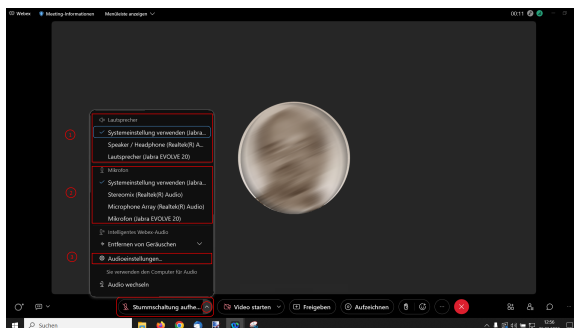 Webex Meeting-Informationen Menüleiste anzeigen 00:11
Lautsprecher
1
Systemeinstellung verwenden (Jabra...
Speaker / Headphone (Realtek(R) A...
Lautsprecher (Jabra EVOLVE 20)
Mikrofon
Systemeinstellung verwenden (Jabra...
2
Stereomix (Realtek(R) Audio)
Microphone Array (Realtek(R) Audio)
Mikrofon (Jabra EVOLVE 20)
Intelligentes Webex-Audio
Entfernen von Geräuschen
3
Audioeinstellungen...
Sie verwenden den Computer für Audio
Audio wechseln
Stummschaltung aufhe... Video starten Freigeben Aufzeichnen
Suchen 12:56